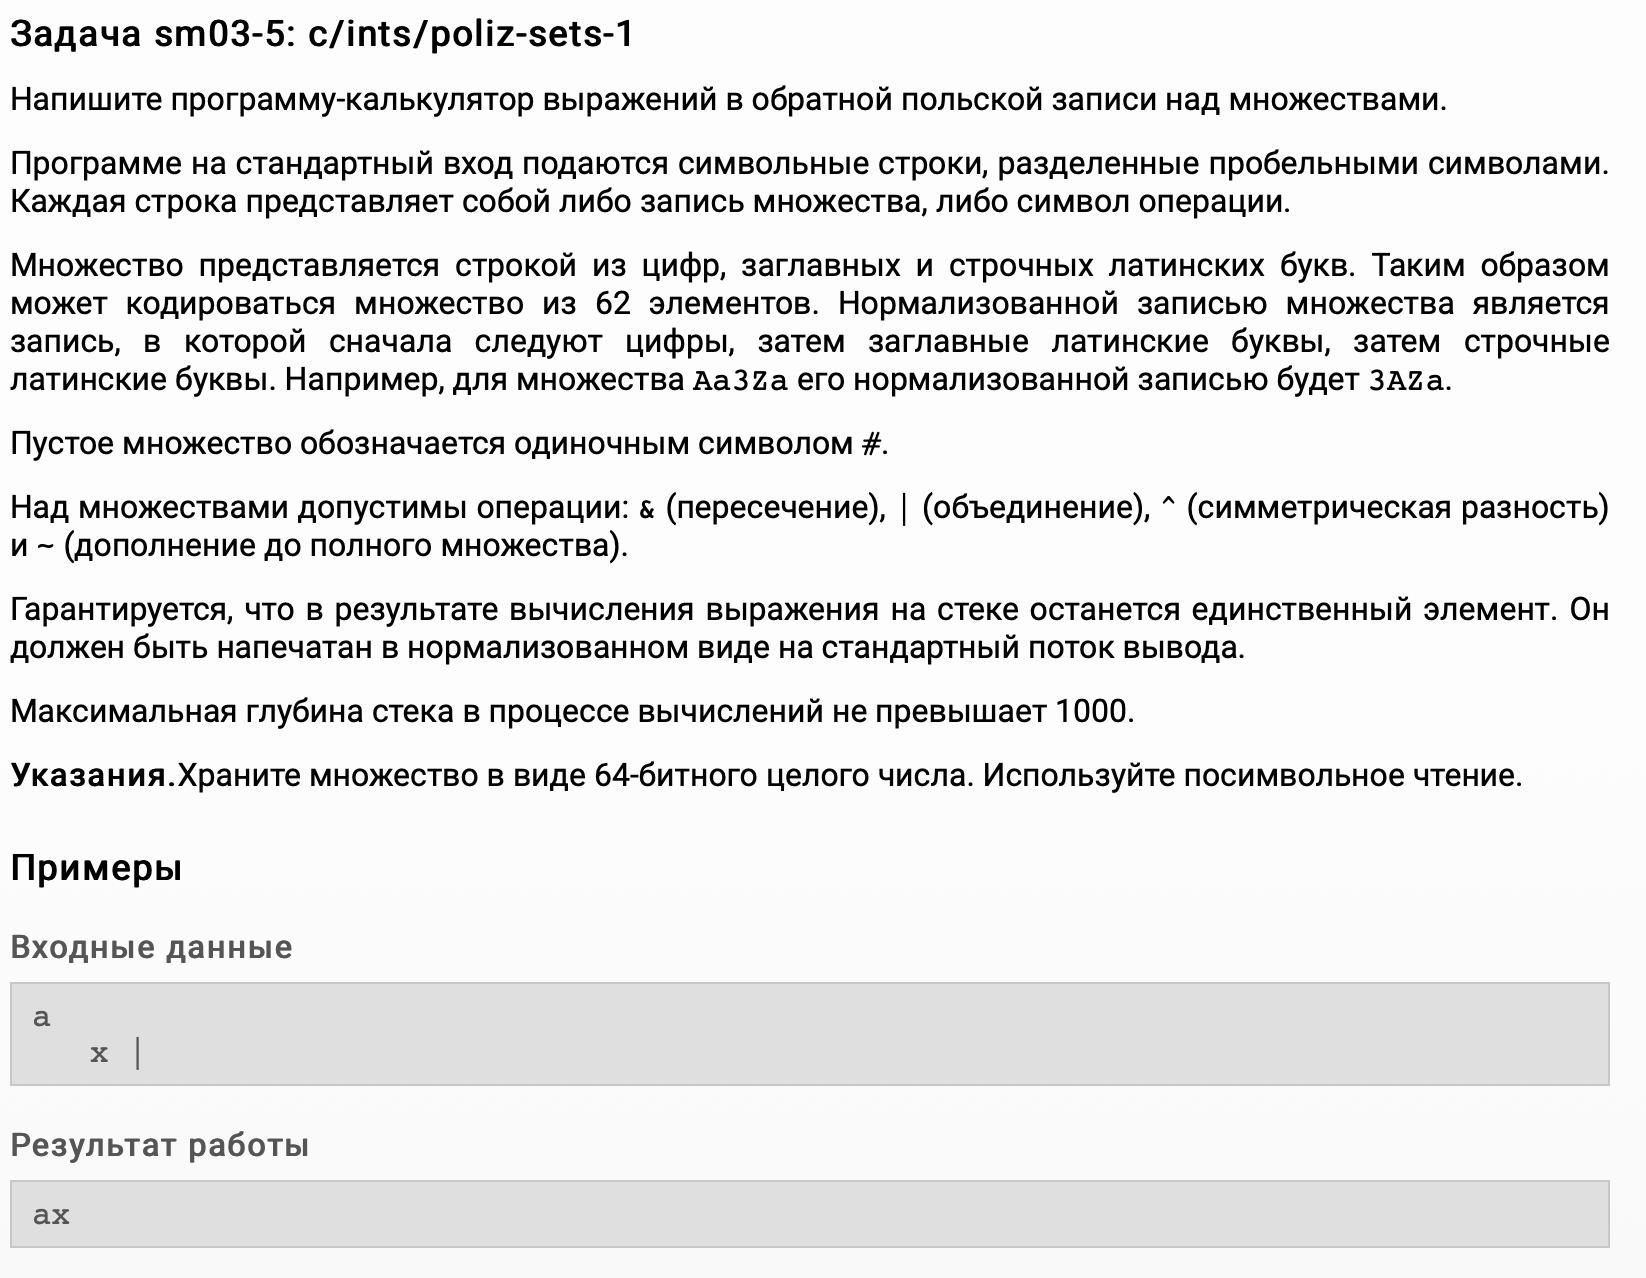 Задача sm03-5: c/ints/poliz-sets-1
Напишите программу-калькулятор выражений в обратной польской записи над множествами.
Программе на стандартный вход подаются символьные строки, разделенные пробельными символами.
Каждая строка представляет собой либо запись множества, либо символ операции.
Множество представляется строкой из цифр, заглавных и строчных латинских букв. Таким образом
может кодироваться множество из 62 элементов. Нормализованной записью множества является
запись, в которой сначала следуют цифры, затем заглавные латинские буквы, затем строчные
латинские буквы. Например, для множества Aa3Za его нормализованной записью будет 3AZa.
Пустое множество обозначается одиночным символом #.
Над множествами допустимы операции: & (пересечение), | (объединение), ^ (симметрическая разность)
и ~ (дополнение до полного множества).
Гарантируется, что в результате вычисления выражения на стеке останется единственный элемент. Он
должен быть напечатан в нормализованном виде на стандартный поток вывода.
Максимальная глубина стека в процессе вычислений не превышает 1000.
Указания.Храните множество в виде 64-битного целого числа. Используйте посимвольное чтение.
Примеры
Входные данные
a
x |
Результат работы
ax